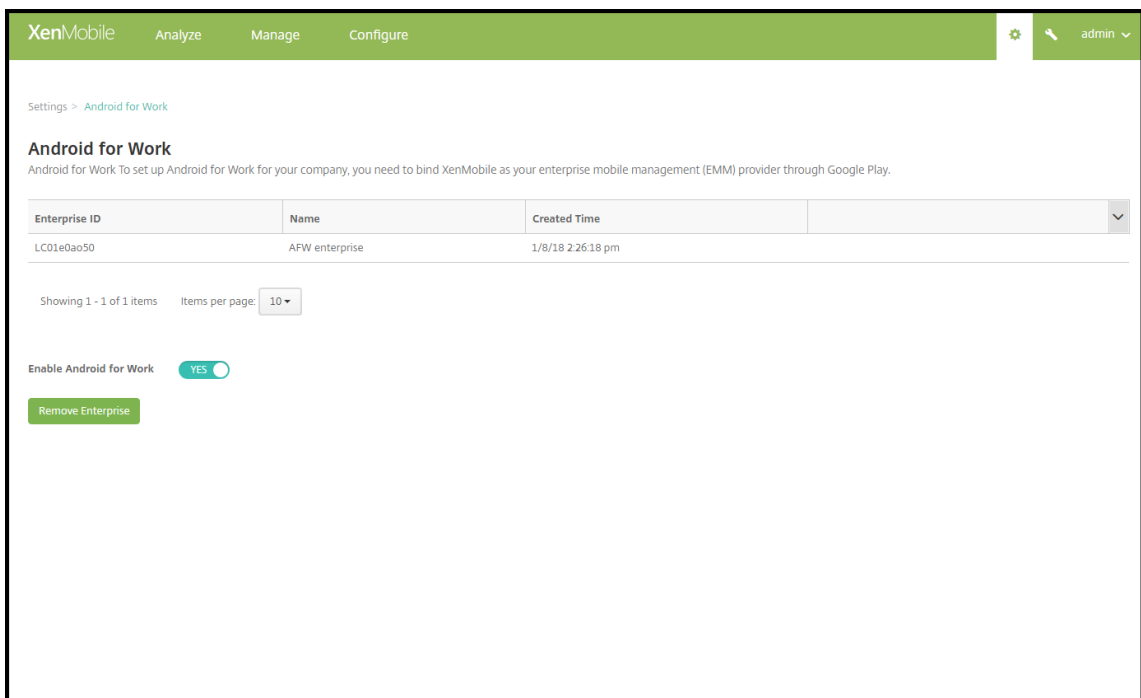 XenMobile Analyze Manage Configure admin
Settings > Android for Work
Android for Work
Android for Work To set up Android for Work for your company, you need to bind XenMobile as your enterprise mobile management (EMM) provider through Google Play.
Enterprise ID Name Created Time
LC01e0ao50 AFW enterprise 1/8/18 2:26:18 pm
Showing 1 - 1 of 1 items Items per page: 10
Enable Android for Work YES
Remove Enterprise